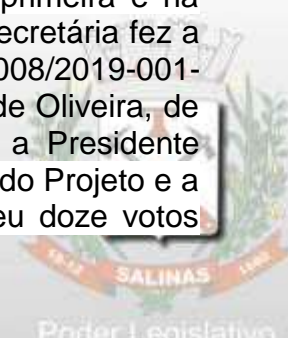 primeira e na
ecretária fez a
008/2019-001-
de Oliveira, de
a Presidente
do Projeto e a
eu doze votos
SALINAS
Poder Legislativo